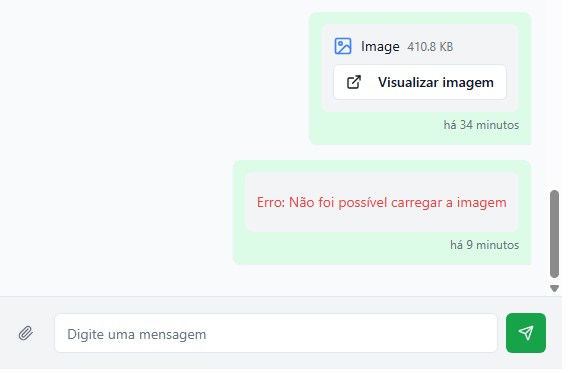 Image 410.8 KB
Visualizar imagem
há 34 minutos
Erro: Não foi possível carregar a imagem
há 9 minutos
Digite uma mensagem